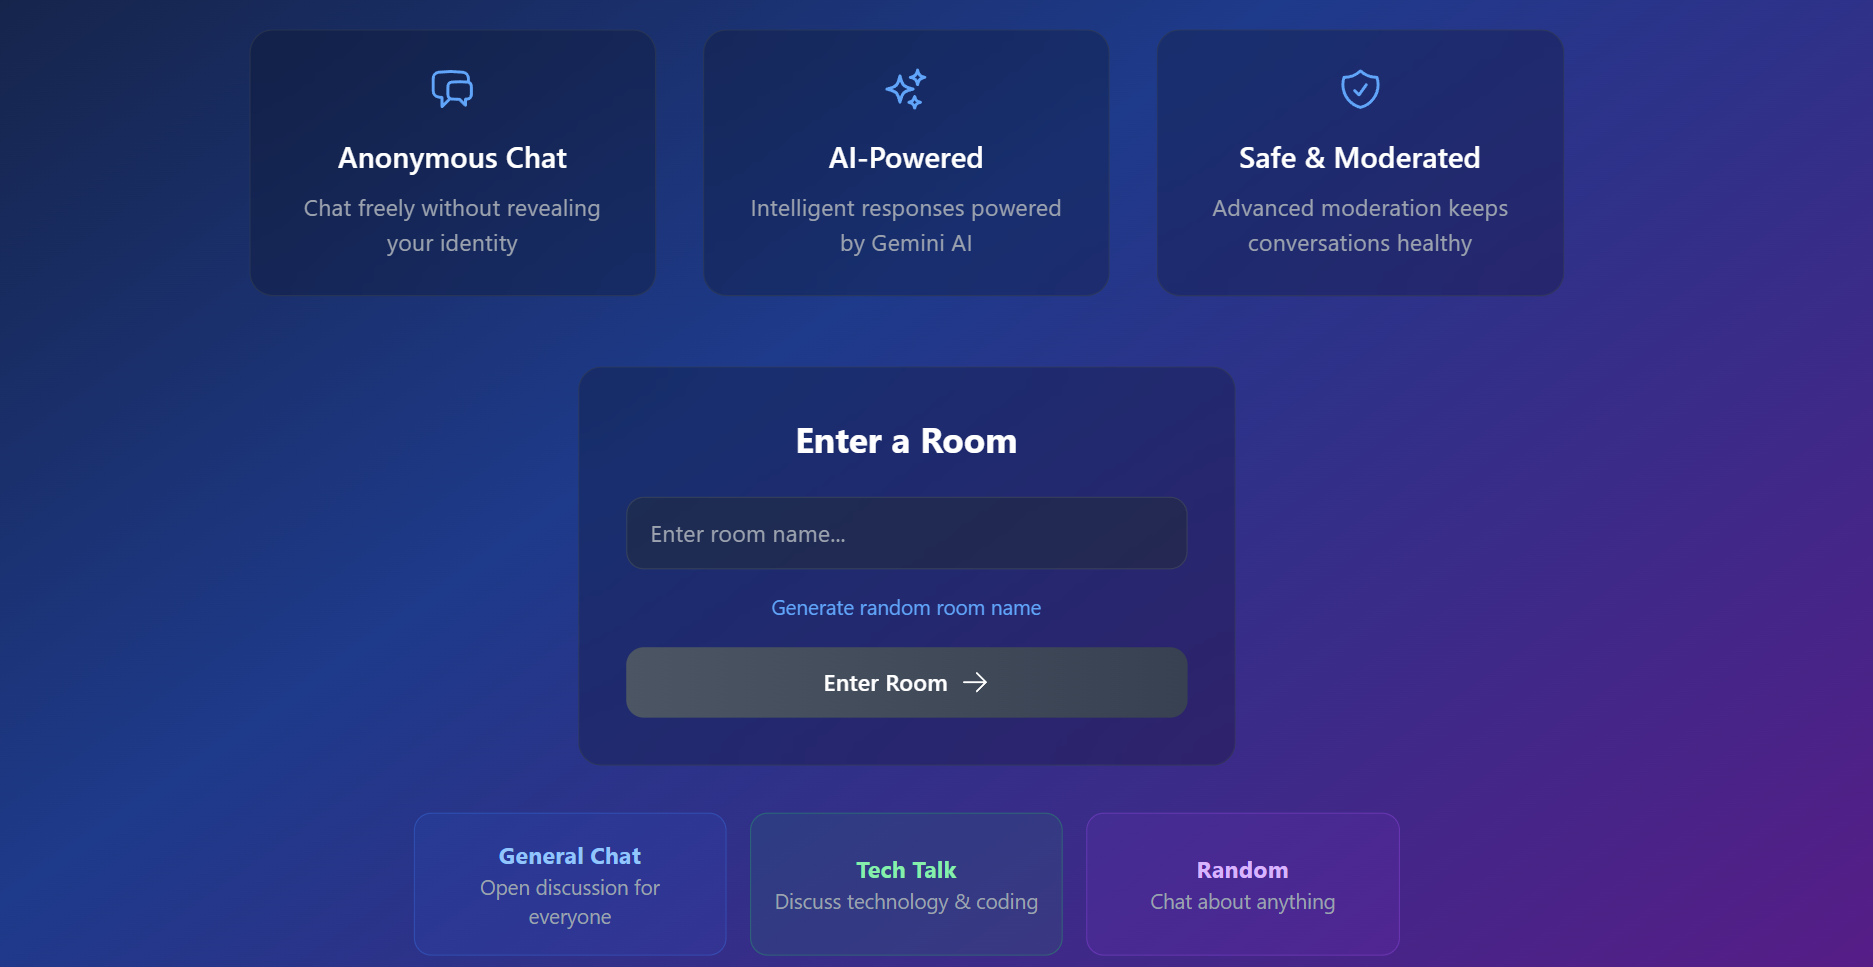 Anonymous Chat
Chat freely without revealing
your identity
AI-Powered
Intelligent responses powered
by Gemini AI
Safe & Moderated
Advanced moderation keeps
conversations healthy
Enter a Room
Enter room name...
Generate random room name
Enter Room
General Chat
Open discussion for
everyone
Tech Talk
Discuss technology & coding
Random
Chat about anything